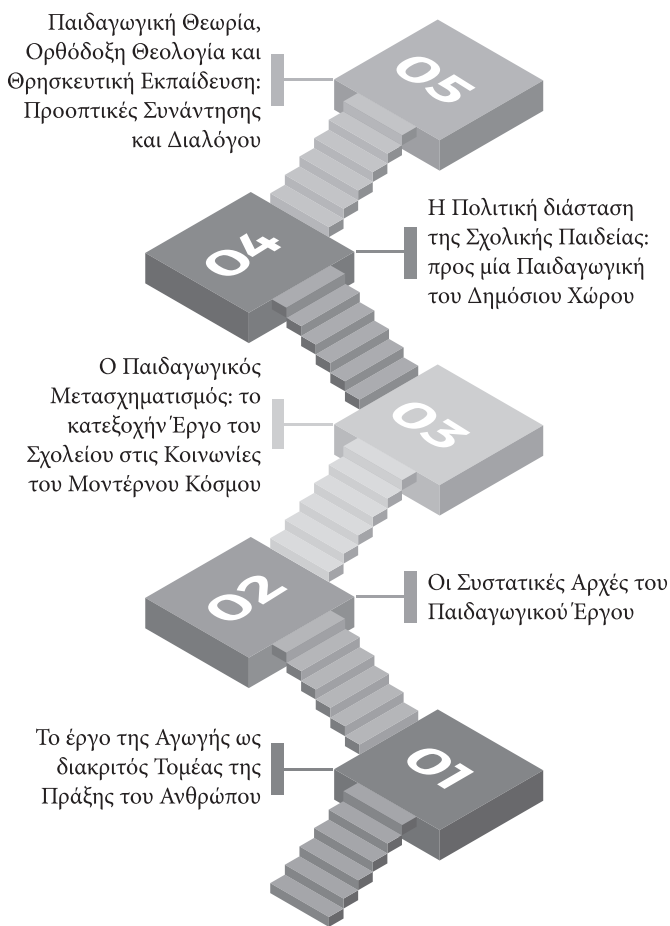 Παιδαγωγική Θεωρία,
Ορθόδοξη Θεολογία και
Θρησκευτική Εκπαίδευση:
Προοπτικές Συνάντησης
και Διαλόγου
05
04
Η Πολιτική διάσταση
της Σχολικής Παιδείας:
προς μία Παιδαγωγική
του Δημόσιου Χώρου
Ο Παιδαγωγικός
Μετασχηματισμός: το
κατεξοχήν Έργο του
Σχολείου στις Κοινωνίες
του Μοντέρνου Κόσμου
03
02
Οι Συστατικές Αρχές του
Παιδαγωγικού Έργου
Το έργο της Αγωγής ως
διακριτός Τομέας της
Πράξης του Ανθρώπου
01